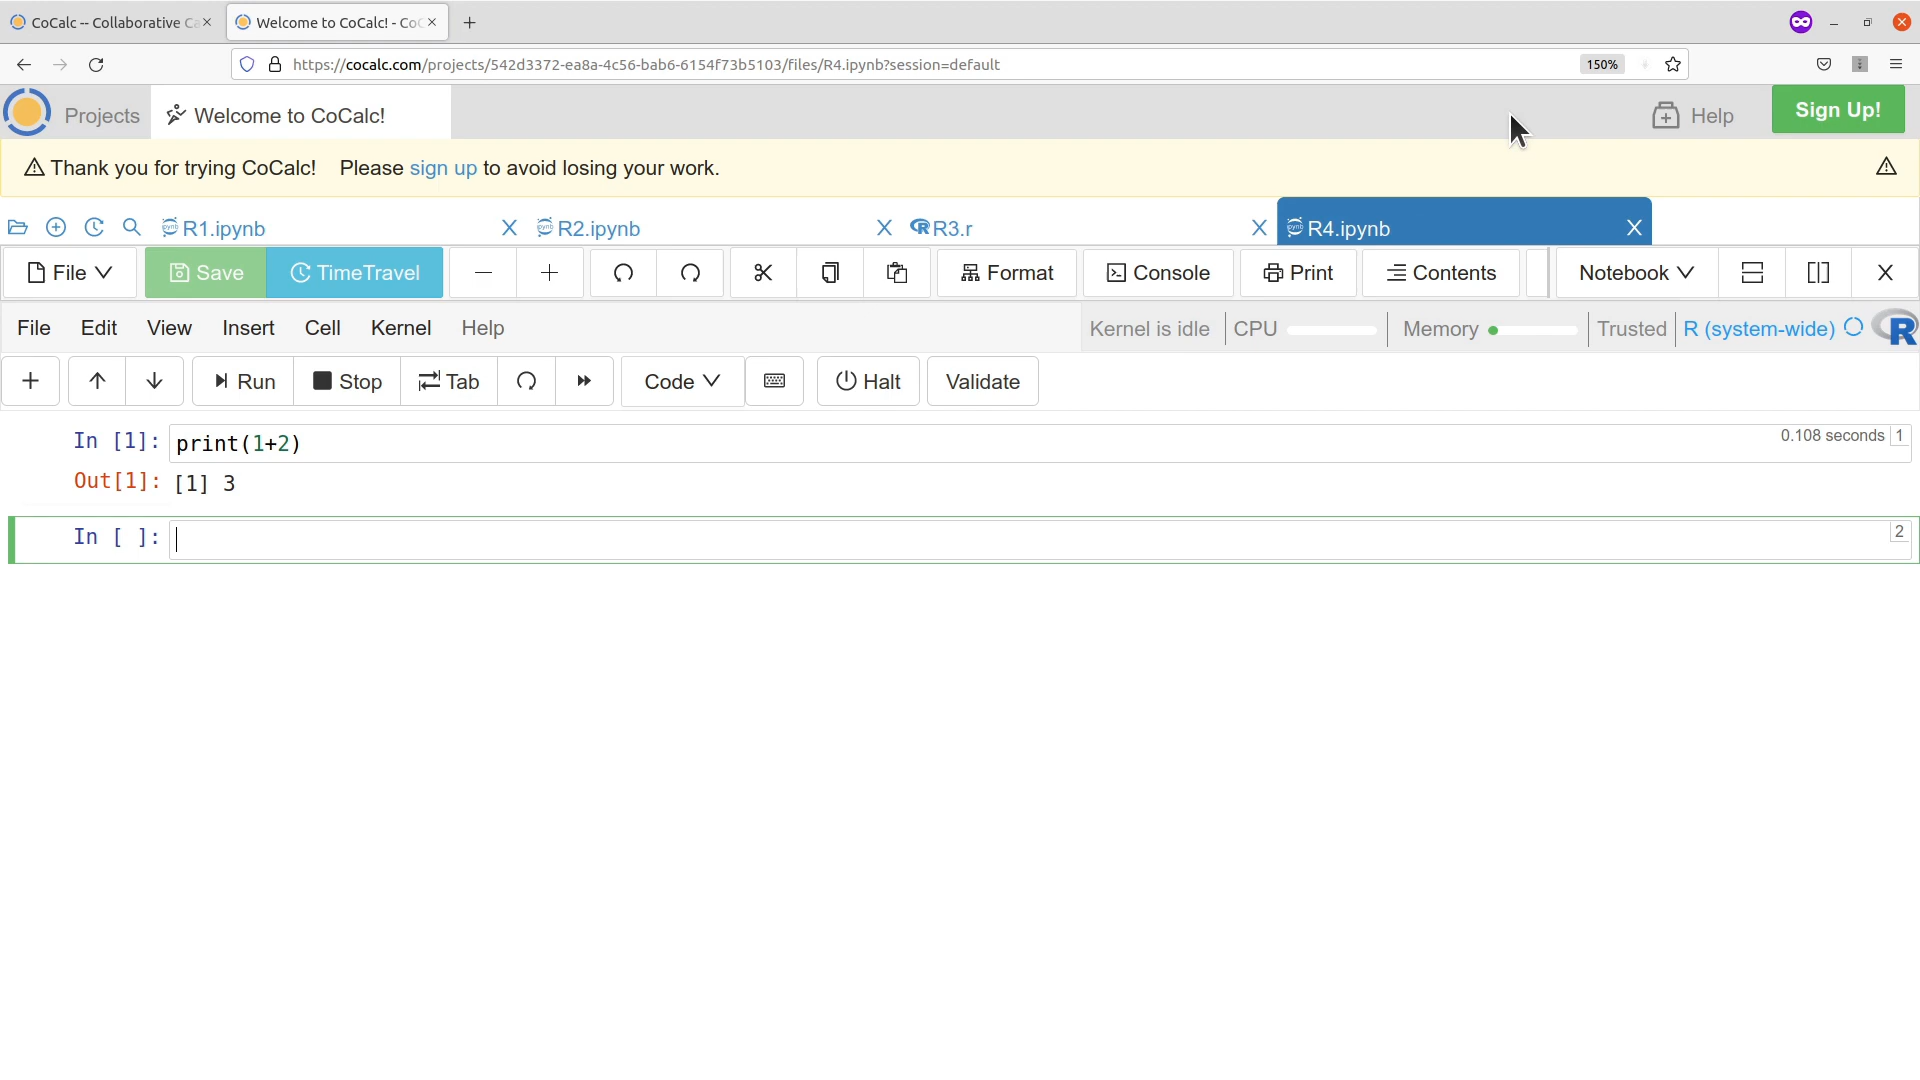 CoCalc -- Collaborative Ca
Welcome to CoCalc! - CoC
https://cocalc.com/projects/542d3372-ea8a-4c56-bab6-6154f73b5103/files/R4.ipynb?session=default
150%
Projects
Welcome to CoCalc!
Help
Sign Up!
Thank you for trying CoCalc! Please sign up to avoid losing your work.
R1.ipynb
R2.ipynb
R3.r
R4.ipynb
File
Save
TimeTravel
Format
Console
Print
Contents
Notebook
File Edit View Insert Cell Kernel Help
Kernel is idle
CPU
Memory
Trusted
R (system-wide)
Run
Stop
Tab
Code
Halt
Validate
In [1]: print(1+2)
0.108 seconds 1
Out[1]: [1] 3
In [ ]:
2